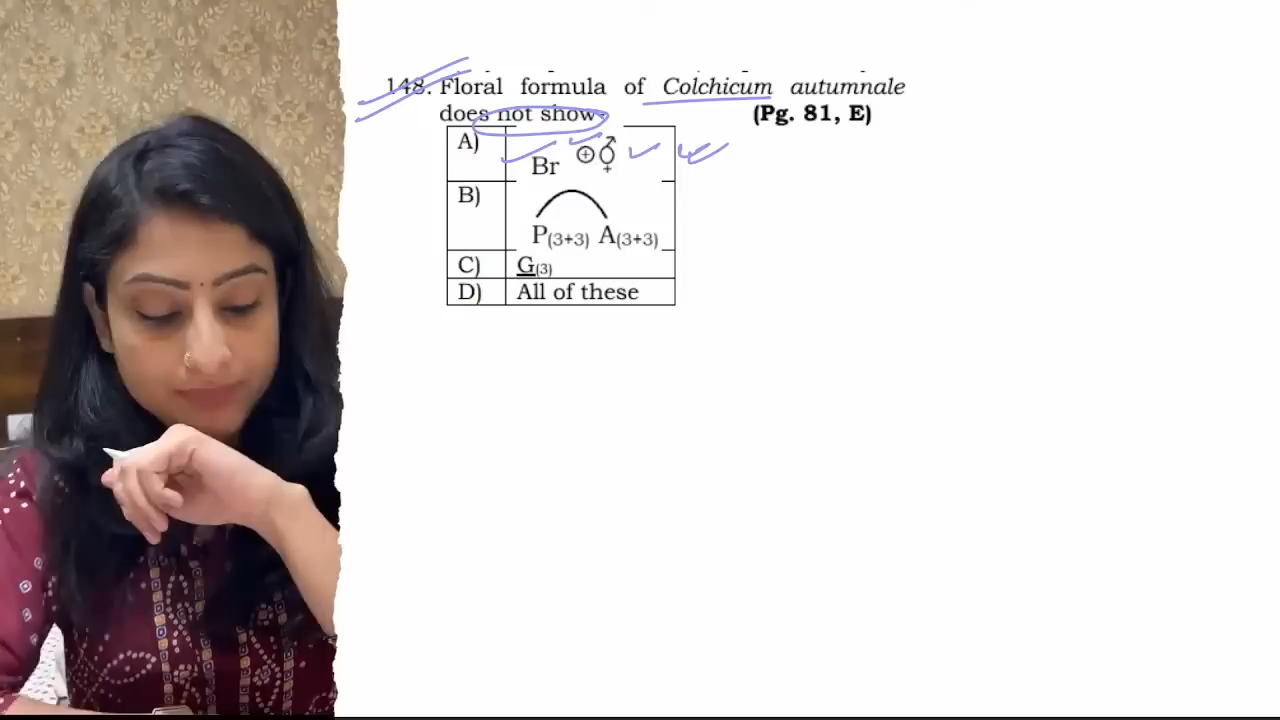 148. Floral formula of Colchicum autumnale
does not show. (Pg. 81, E)
A) Br ⊕⚥
B) P(3+3) A(3+3)
C) G(3)
D) All of these